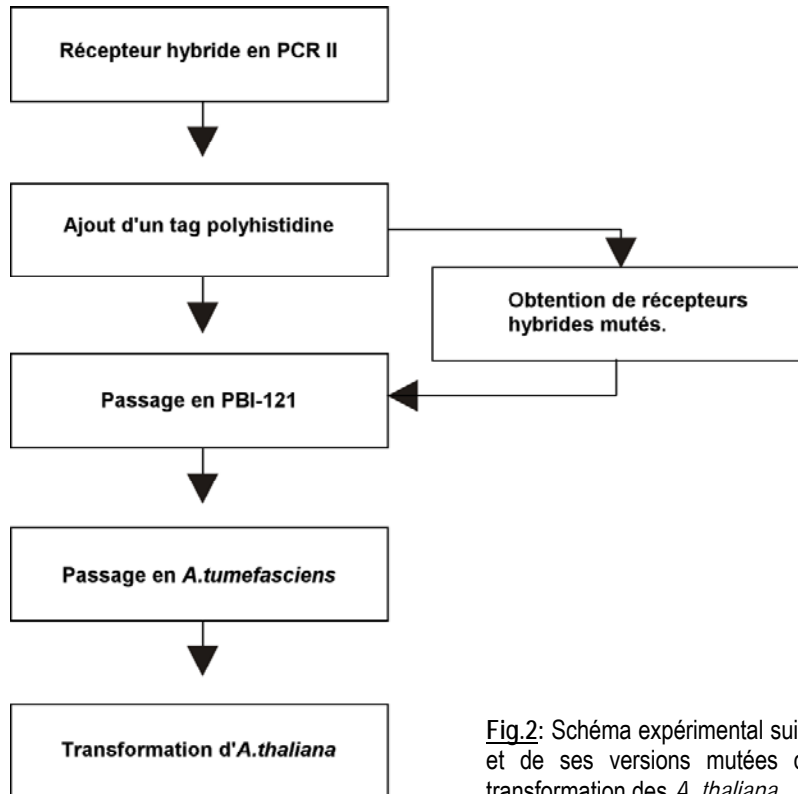 Récepteur hybride en PCR II
Ajout d'un tag polyhistidine
Obtention de récepteurs
hybrides mutés.
Passage en PBI-121
Passage en A.tumefasciens
Transformation d'A.thaliana
Fig.2: Schéma expérimental
et de ses versions mutées
transformation des A. thaliana